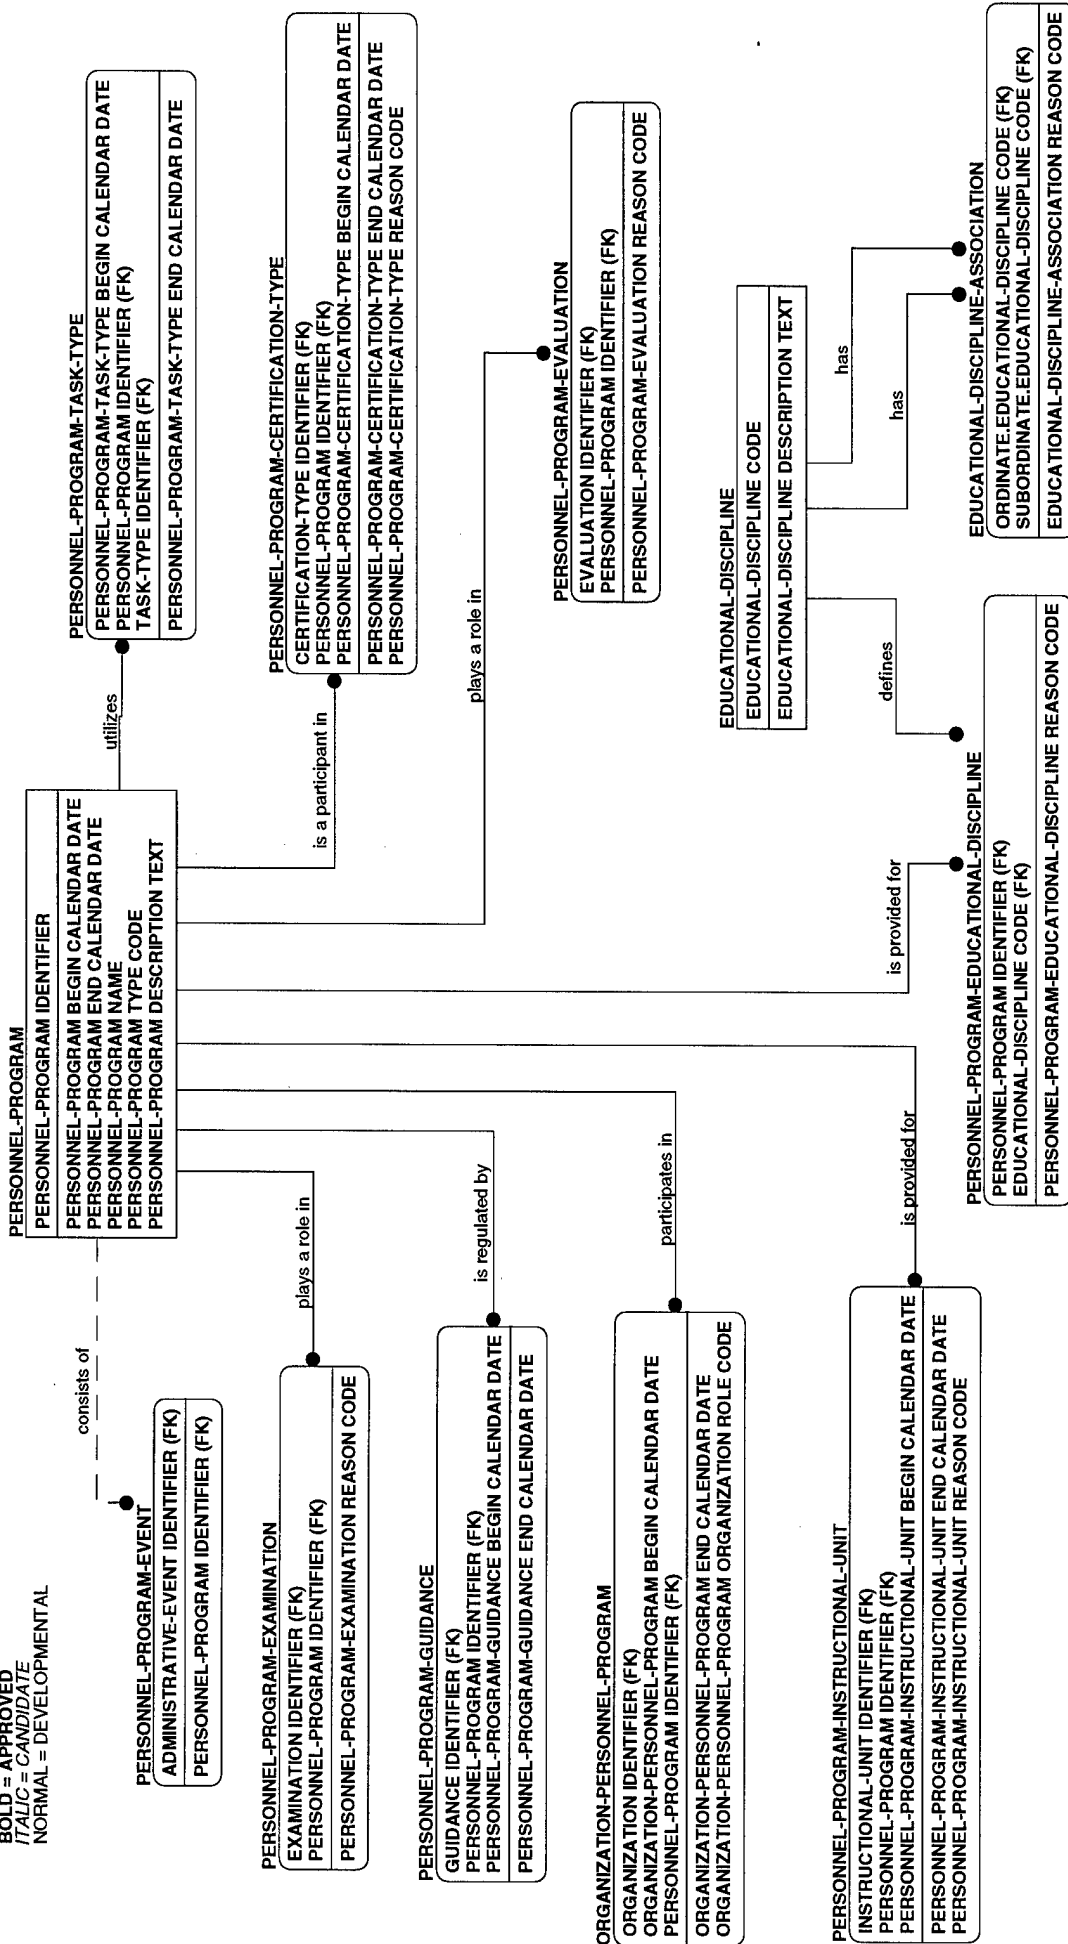 BOLD = APPROVED
ITALIC = CANDIDATE
NORMAL = DEVELOPMENTAL
PERSONNEL-PROGRAM
PERSONNEL-PROGRAM IDENTIFIER
PERSONNEL-PROGRAM BEGIN CALENDAR DATE
PERSONNEL-PROGRAM END CALENDAR DATE
PERSONNEL-PROGRAM NAME
PERSONNEL-PROGRAM TYPE CODE
PERSONNEL-PROGRAM DESCRIPTION TEXT
consists of
PERSONNEL-PROGRAM-EVENT
ADMINISTRATIVE-EVENT IDENTIFIER (FK)
PERSONNEL-PROGRAM IDENTIFIER (FK)
plays a role in
PERSONNEL-PROGRAM-EXAMINATION
EXAMINATION IDENTIFIER (FK)
PERSONNEL-PROGRAM IDENTIFIER (FK)
PERSONNEL-PROGRAM-EXAMINATION REASON CODE
is regulated by
PERSONNEL-PROGRAM-GUIDANCE
GUIDANCE IDENTIFIER (FK)
PERSONNEL-PROGRAM IDENTIFIER (FK)
PERSONNEL-PROGRAM-GUIDANCE BEGIN CALENDAR DATE
PERSONNEL-PROGRAM-GUIDANCE END CALENDAR DATE
participates in
ORGANIZATION-PERSONNEL-PROGRAM
ORGANIZATION IDENTIFIER (FK)
ORGANIZATION-PERSONNEL-PROGRAM BEGIN CALENDAR DATE
PERSONNEL-PROGRAM IDENTIFIER (FK)
ORGANIZATION-PERSONNEL-PROGRAM END CALENDAR DATE
ORGANIZATION-PERSONNEL-PROGRAM ORGANIZATION ROLE CODE
is provided for
PERSONNEL-PROGRAM-INSTRUCTIONAL-UNIT
INSTRUCTIONAL-UNIT IDENTIFIER (FK)
PERSONNEL-PROGRAM IDENTIFIER (FK)
PERSONNEL-PROGRAM-INSTRUCTIONAL-UNIT BEGIN CALENDAR DATE
PERSONNEL-PROGRAM-INSTRUCTIONAL-UNIT END CALENDAR DATE
PERSONNEL-PROGRAM-INSTRUCTIONAL-UNIT REASON CODE
utilizes
PERSONNEL-PROGRAM-TASK-TYPE
PERSONNEL-PROGRAM-TASK-TYPE BEGIN CALENDAR DATE
PERSONNEL-PROGRAM IDENTIFIER (FK)
TASK-TYPE IDENTIFIER (FK)
PERSONNEL-PROGRAM-TASK-TYPE END CALENDAR DATE
is a participant in
PERSONNEL-PROGRAM-CERTIFICATION-TYPE
CERTIFICATION-TYPE IDENTIFIER (FK)
PERSONNEL-PROGRAM IDENTIFIER (FK)
PERSONNEL-PROGRAM-CERTIFICATION-TYPE BEGIN CALENDAR DATE
PERSONNEL-PROGRAM-CERTIFICATION-TYPE END CALENDAR DATE
PERSONNEL-PROGRAM-CERTIFICATION-TYPE REASON CODE
plays a role in
PERSONNEL-PROGRAM-EVALUATION
EVALUATION IDENTIFIER (FK)
PERSONNEL-PROGRAM IDENTIFIER (FK)
PERSONNEL-PROGRAM-EVALUATION REASON CODE
EDUCATIONAL-DISCIPLINE
EDUCATIONAL-DISCIPLINE CODE
EDUCATIONAL-DISCIPLINE DESCRIPTION TEXT
has
has
defines
is provided for
PERSONNEL-PROGRAM-EDUCATIONAL-DISCIPLINE
PERSONNEL-PROGRAM IDENTIFIER (FK)
EDUCATIONAL-DISCIPLINE CODE (FK)
PERSONNEL-PROGRAM-EDUCATIONAL-DISCIPLINE REASON CODE
EDUCATIONAL-DISCIPLINE-ASSOCIATION
ORDINATE.EDUCATIONAL-DISCIPLINE CODE (FK)
SUBORDINATE.EDUCATIONAL-DISCIPLINE CODE (FK)
EDUCATIONAL-DISCIPLINE-ASSOCIATION REASON CODE